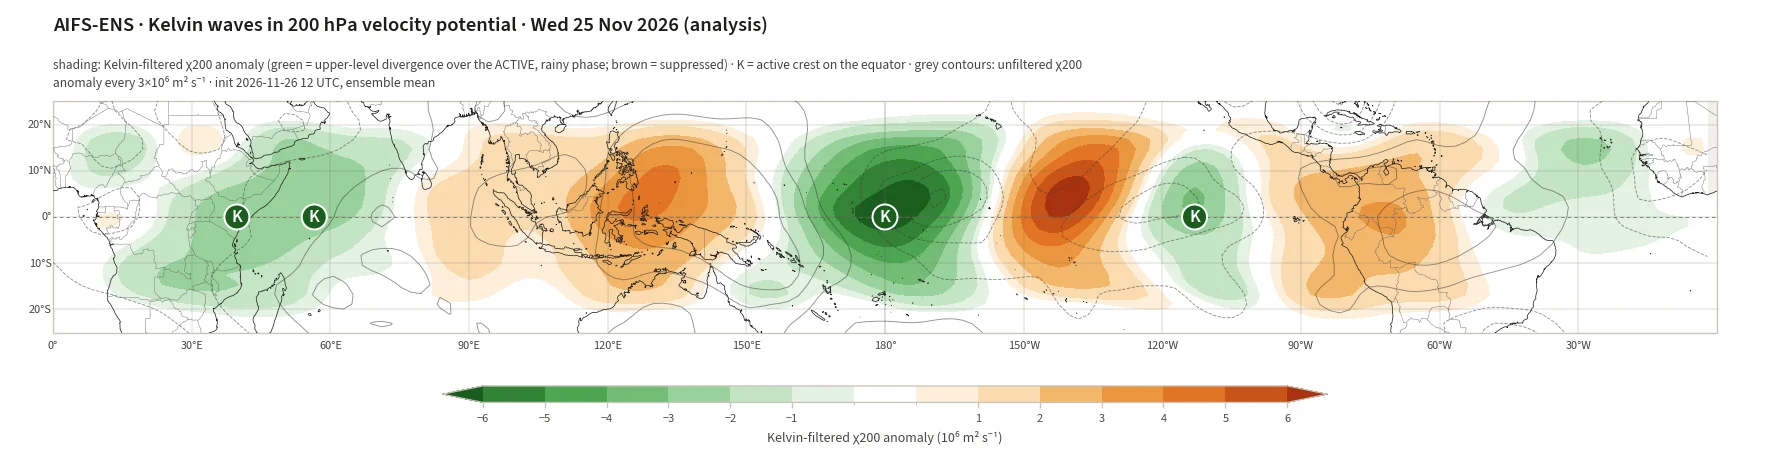 AIFS-ENS · Kelvin waves in 200 hPa velocity potential · Wed 25 Nov 2026 (analysis)
shading: Kelvin-filtered χ200 anomaly (green = upper-level divergence over the ACTIVE, rainy phase; brown = suppressed) · K = active crest on the equator · grey contours: unfiltered χ200
anomaly every 3×10⁶ m² s⁻¹ · init 2026-11-26 12 UTC, ensemble mean
20°N
10°N
0°
10°S
20°S
K K K K
0° 30°E 60°E 90°E 120°E 150°E 180° 150°W 120°W 90°W 60°W 30°W
−6 −5 −4 −3 −2 −1 1 2 3 4 5 6
Kelvin-filtered χ200 anomaly (10⁶ m² s⁻¹)